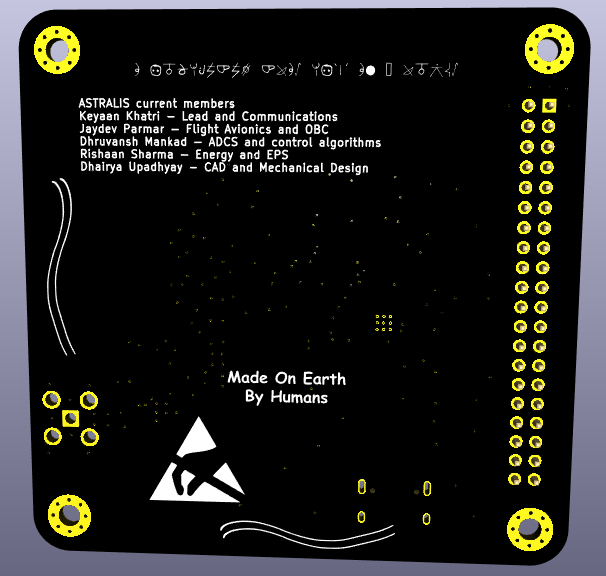 ASTRALIS current members
Keyaan Khatri – Lead and Communications
Jaydev Parmar – Flight Avionics and OBC
Dhruvansh Mankad – ADCS and control algorithms
Rishaan Sharma – Energy and EPS
Dhairya Upadhyay – CAD and Mechanical Design
Made On Earth
By Humans